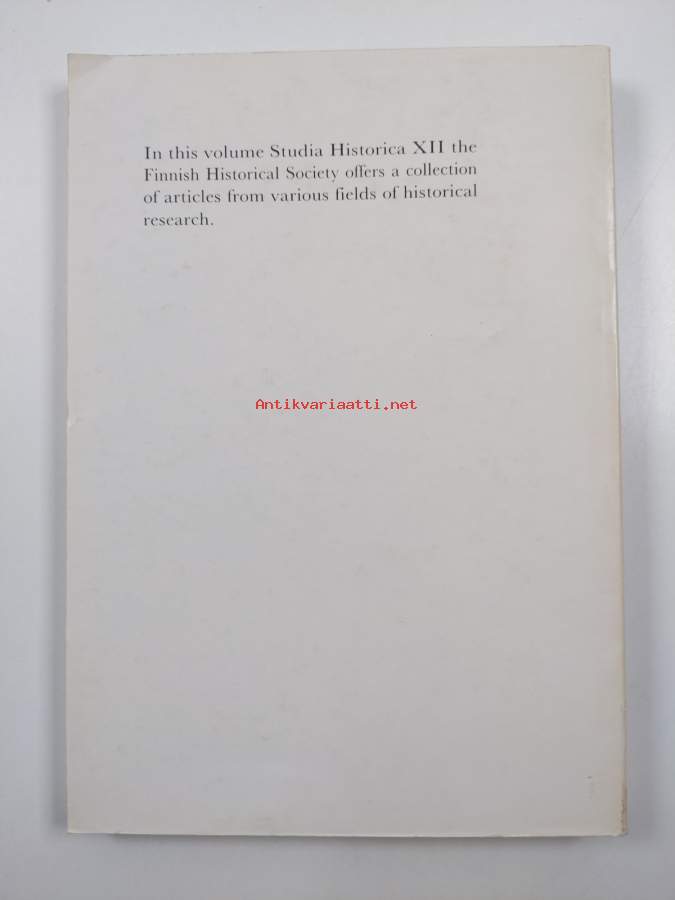 In this volume Studia Historica XII the
Finnish Historical Society offers a collection
of articles from various fields of historical
research.
Antikvariaatti.net